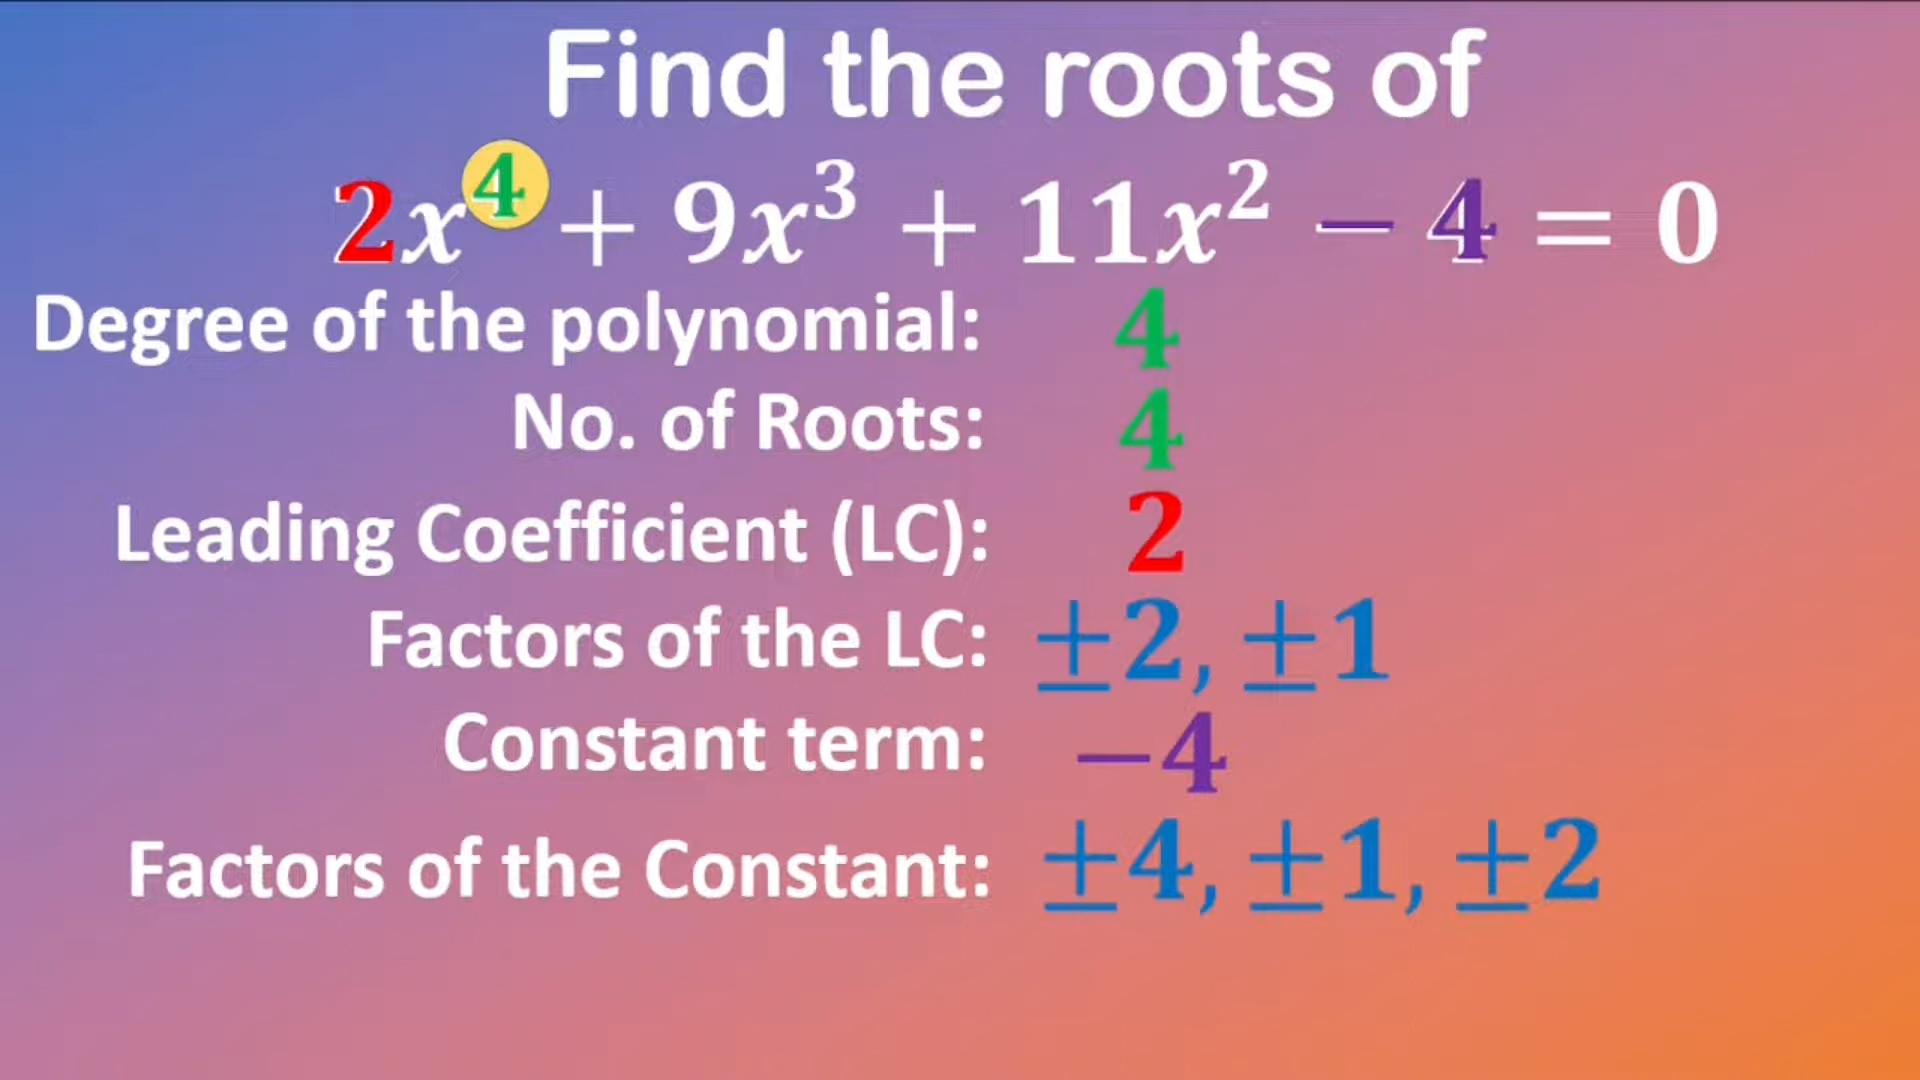 Find the roots of
2x⁴ + 9x³ + 11x² − 4 = 0
Degree of the polynomial: 4
No. of Roots: 4
Leading Coefficient (LC): 2
Factors of the LC: ±2, ±1
Constant term: −4
Factors of the Constant: ±4, ±1, ±2